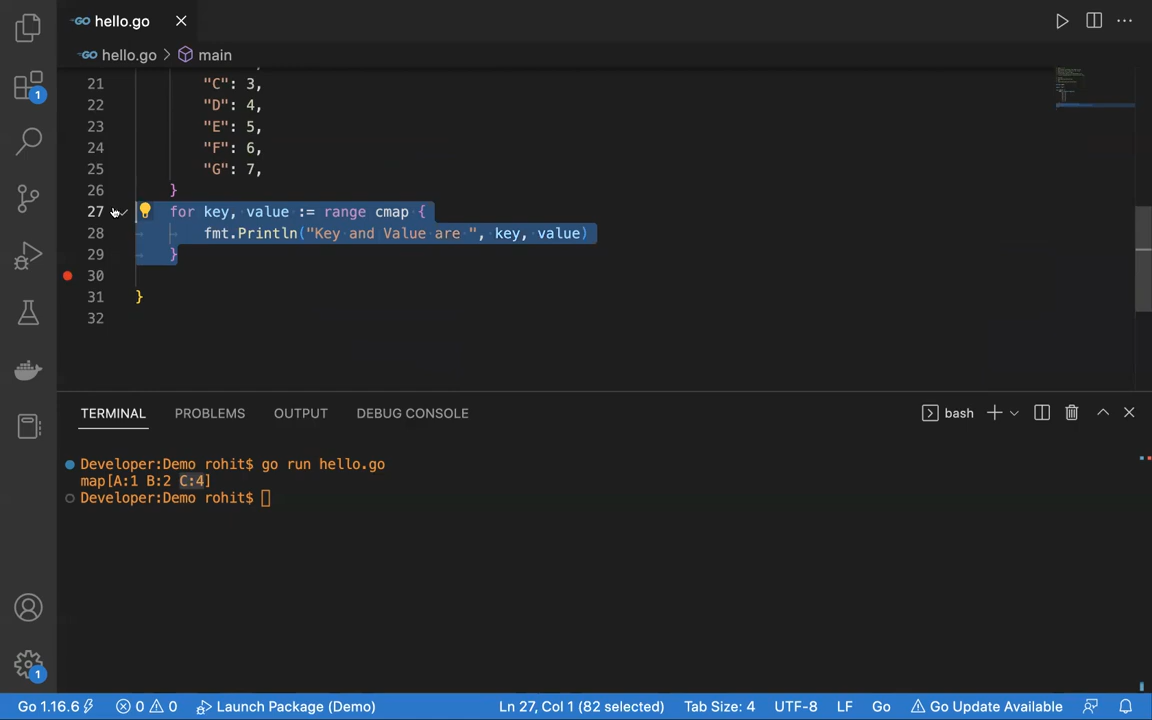 GO hello.go
GO hello.go > main
21 "C": 3,
22 "D": 4,
23 "E": 5,
24 "F": 6,
25 "G": 7,
26 }
27 for key, value := range cmap {
28 fmt.Println("Key and Value are ", key, value)
29 }
30
31 }
32
1
TERMINAL PROBLEMS OUTPUT DEBUG CONSOLE bash
Developer:Demo rohit$ go run hello.go
map[A:1 B:2 C:4]
Developer:Demo rohit$
1
Go 1.16.6 0 0 Launch Package (Demo) Ln 27, Col 1 (82 selected) Tab Size: 4 UTF-8 LF Go Go Update Available